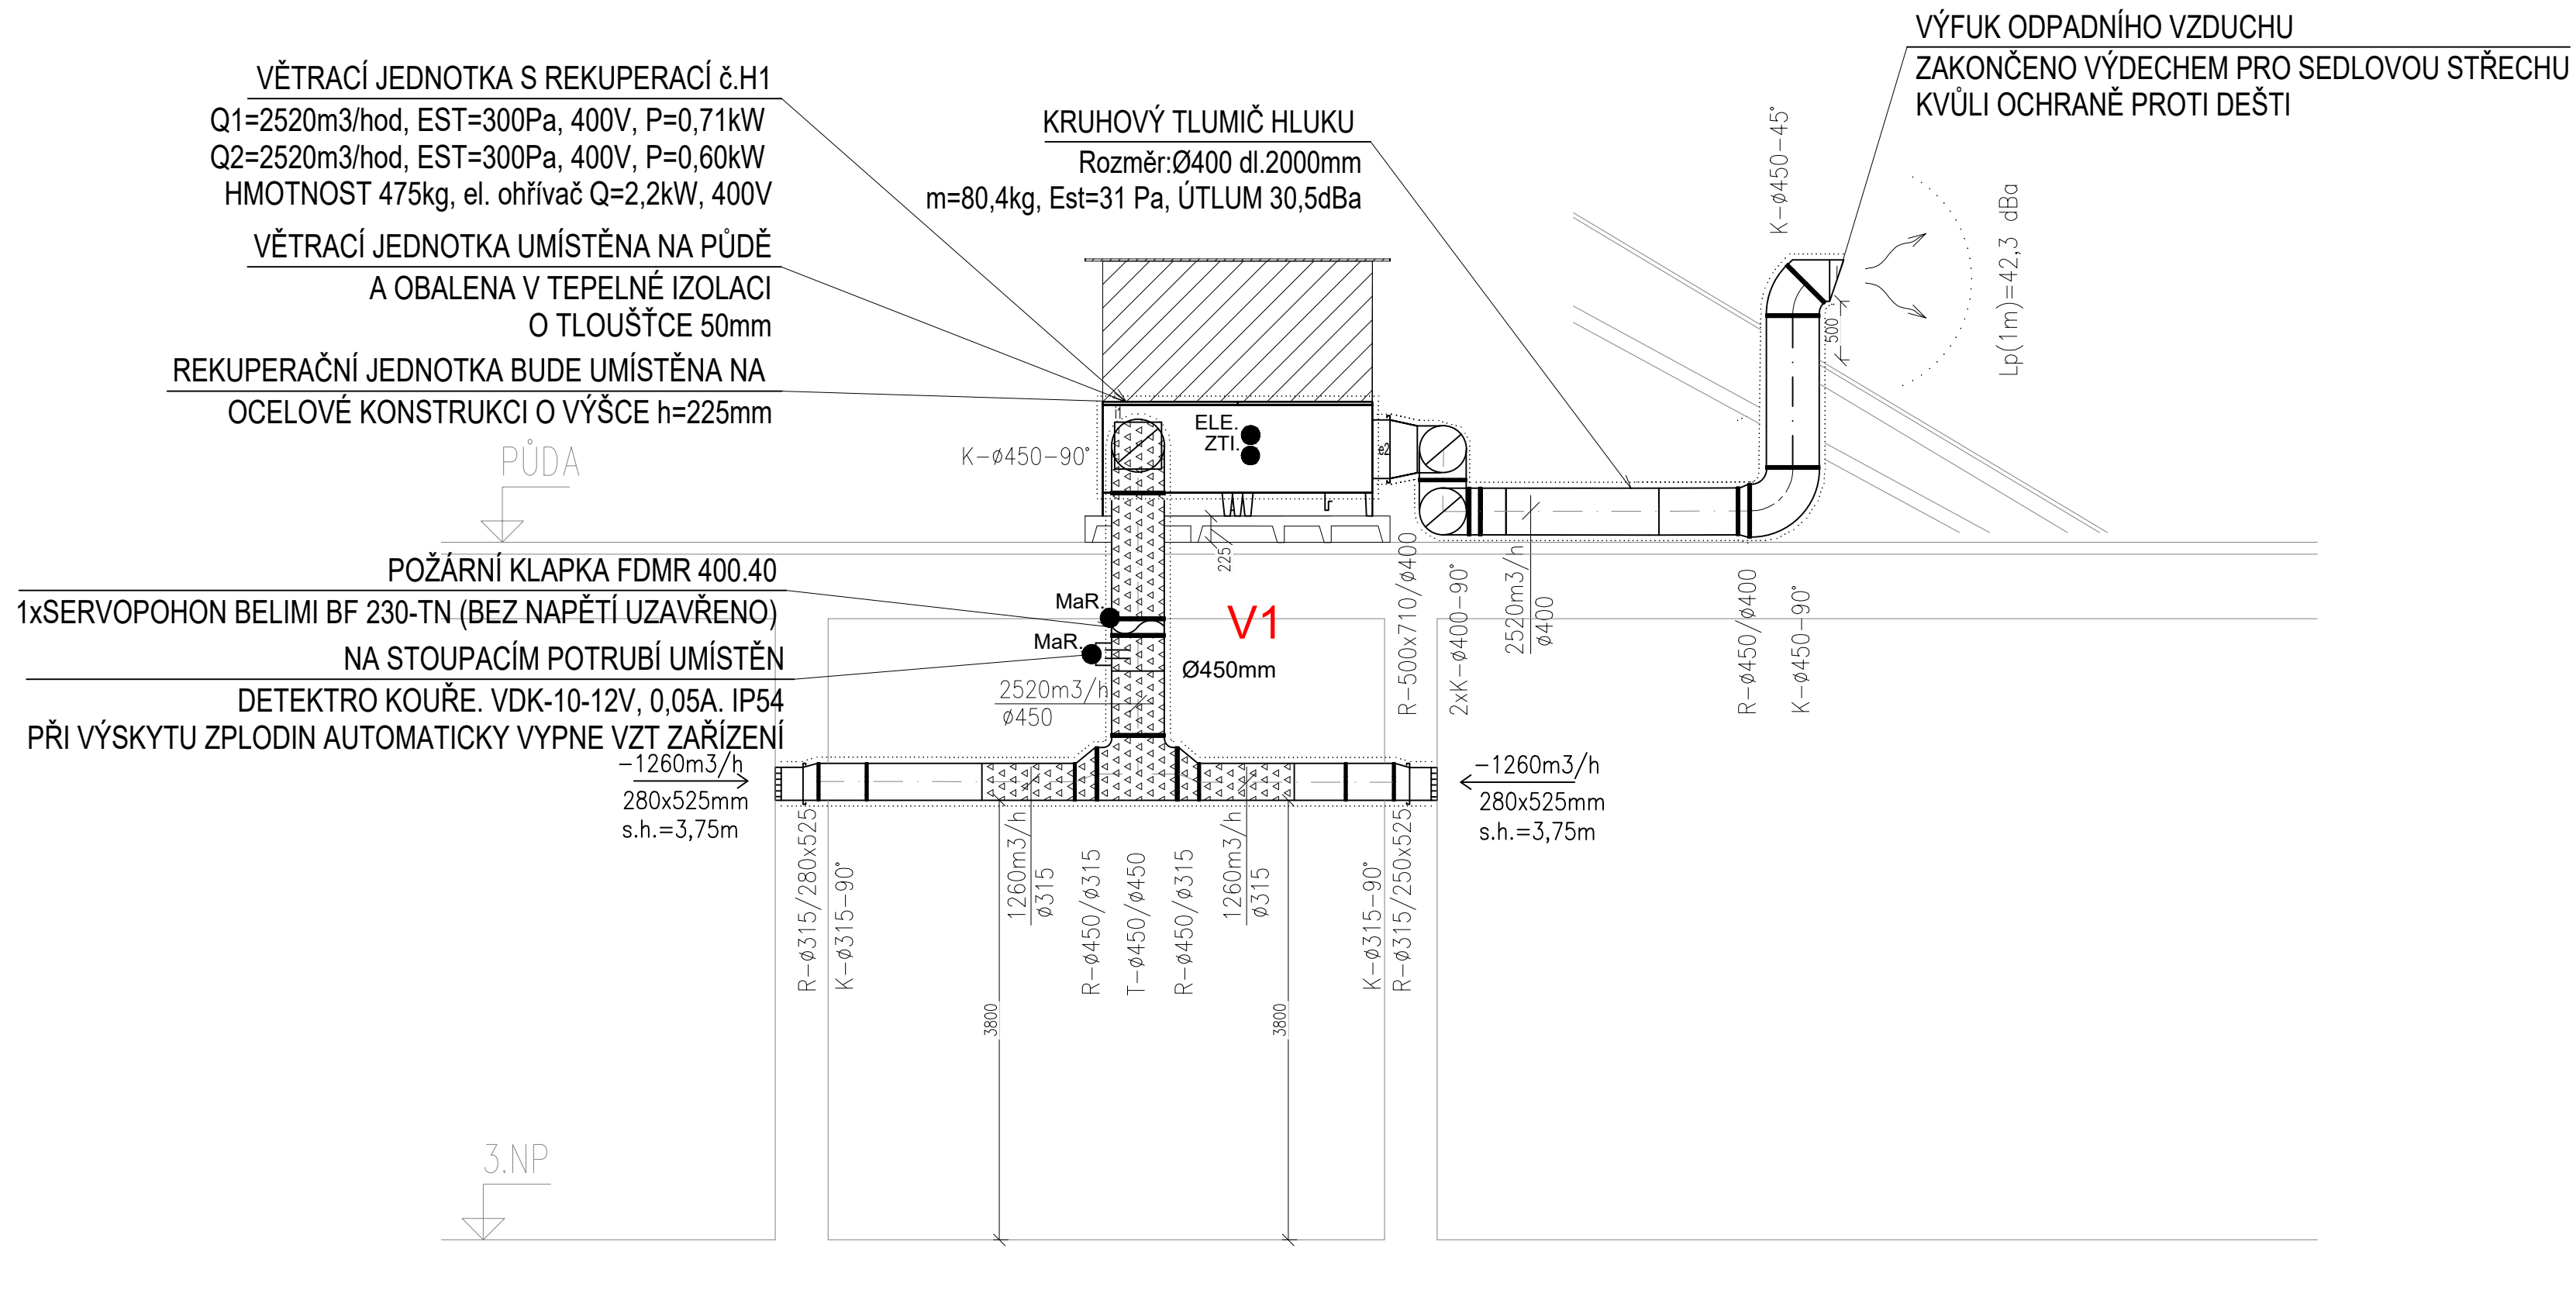 VÝFUK ODPADNÍHO VZDUCHU
ZAKONČENO VÝDECHEM PRO SEDLOVOU STŘECHU
KVŮLI OCHRANĚ PROTI DEŠTI
VĚTRACÍ JEDNOTKA S REKUPERACÍ č.H1
Q1=2520m3/hod, EST=300Pa, 400V, P=0,71kW
Q2=2520m3/hod, EST=300Pa, 400V, P=0,60kW
HMOTNOST 475kg, el. ohřívač Q=2,2kW, 400V
KRUHOVÝ TLUMIČ HLUKU
Rozměr:Ø400 dl.2000mm
m=80,4kg, Est=31 Pa, ÚTLUM 30,5dBa
K-ø450-45°
Lp(1m)=42,3 dBa
500
VĚTRACÍ JEDNOTKA UMÍSTĚNA NA PŮDĚ
A OBALENA V TEPELNÉ IZOLACI
O TLOUŠŤCE 50mm
REKUPERAČNÍ JEDNOTKA BUDE UMÍSTĚNA NA
OCELOVÉ KONSTRUKCI O VÝŠCE h=225mm
i1
ELE.
ZTI.
e2
K-ø450-90°
PŮDA
225
POŽÁRNÍ KLAPKA FDMR 400.40
1xSERVOPOHON BELIMI BF 230-TN (BEZ NAPĚTÍ UZAVŘENO)
MaR.
MaR.
V1
Ø450mm
NA STOUPACÍM POTRUBÍ UMÍSTĚN
DETEKTRO KOUŘE. VDK-10-12V, 0,05A. IP54
PŘI VÝSKYTU ZPLODIN AUTOMATICKY VYPNE VZT ZAŘÍZENÍ
2520m3/h
ø450
R-500x710/ø400
2xK-ø400-90°
2520m3/h
ø400
R-ø450/ø400
K-ø450-90°
-1260m3/h
280x525mm
s.h.=3,75m
-1260m3/h
280x525mm
s.h.=3,75m
R-ø315/280x525
K-ø315-90°
1260m3/h
ø315
R-ø450/ø315
T-ø450/ø450
R-ø450/ø315
1260m3/h
ø315
K-ø315-90°
R-ø315/250x525
3800
3800
3.NP